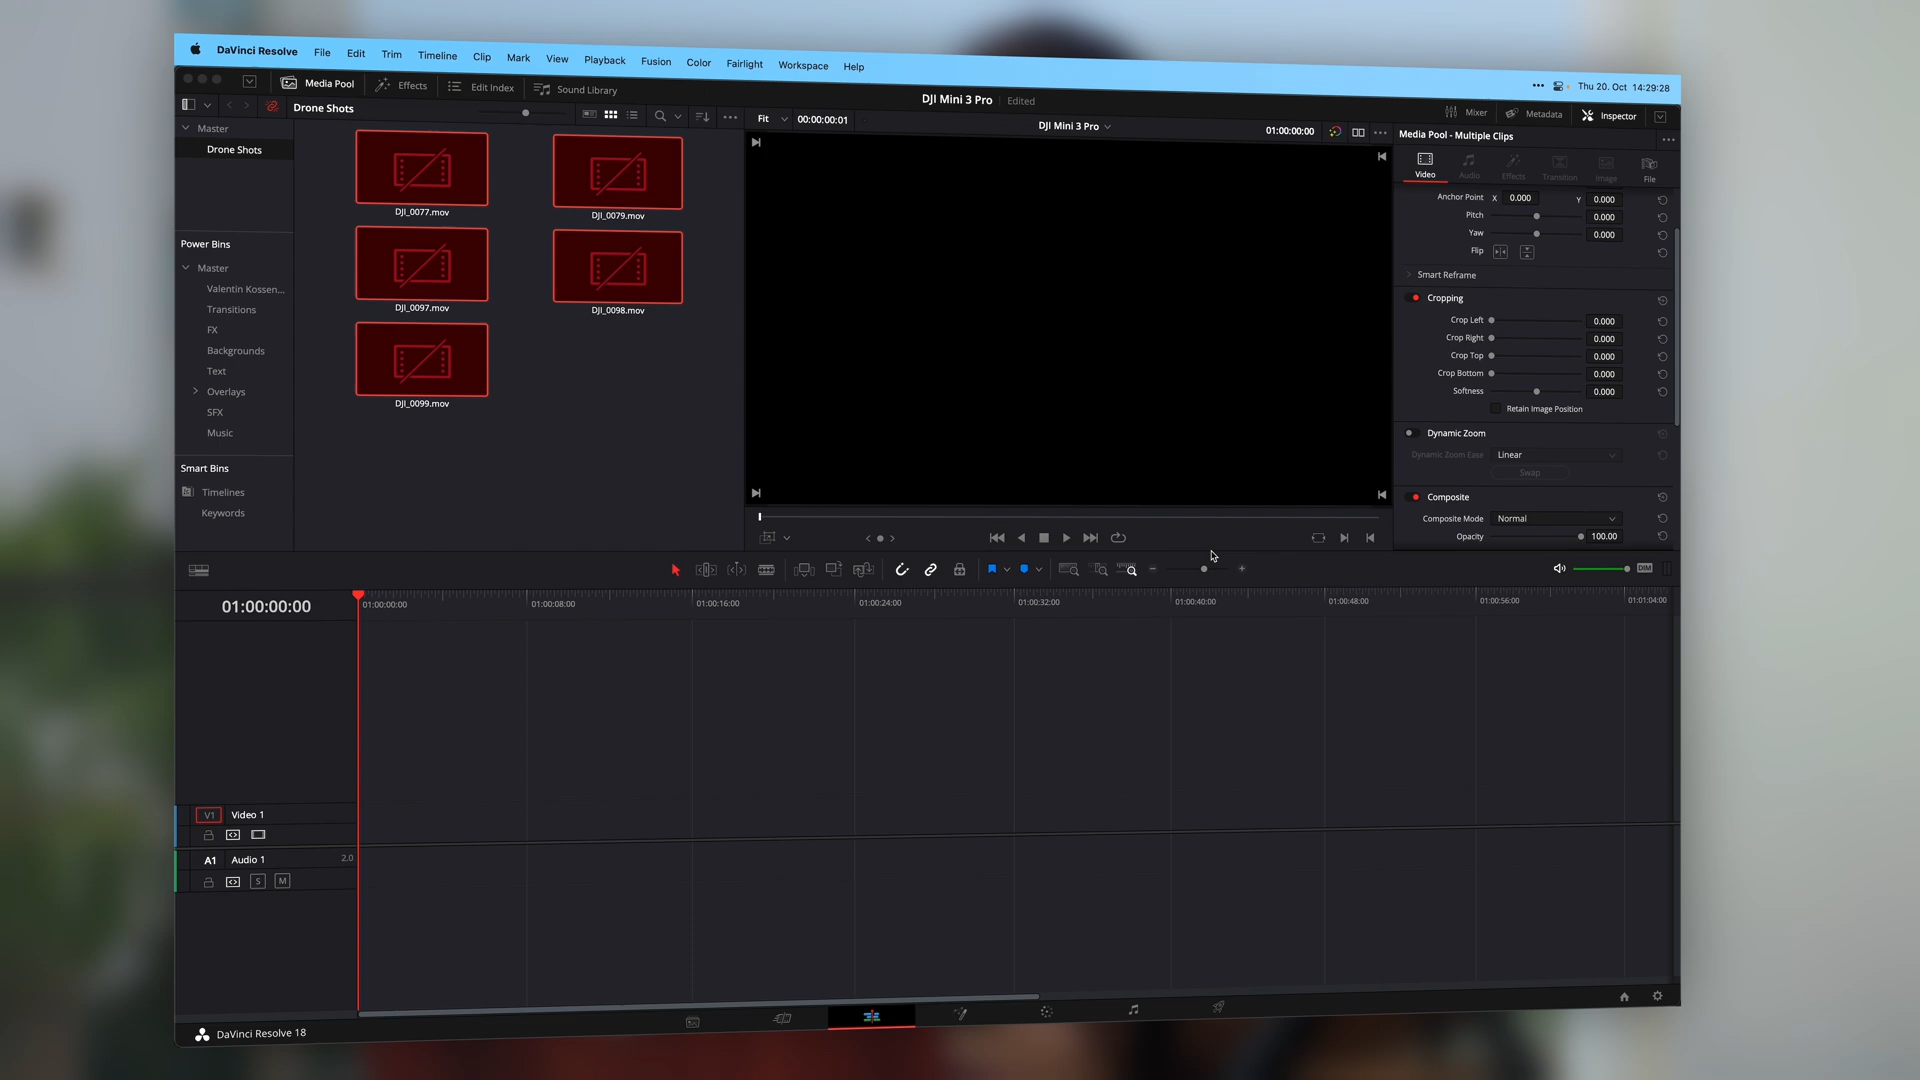 DaVinci Resolve File Edit Trim Timeline Clip Mark View Playback Fusion Color Fairlight Workspace Help
Thu 20. Oct 14:29:28
Media Pool Effects Edit Index Sound Library
DJI Mini 3 Pro Edited
Mixer Metadata Inspector
Drone Shots
Fit 00:00:00:01
DJI Mini 3 Pro
01:00:00:00
Media Pool - Multiple Clips
Master
Drone Shots
Power Bins
Master
Valentin Kossen...
Transitions
FX
Backgrounds
Text
Overlays
SFX
Music
Smart Bins
Timelines
Keywords
DJI_0077.mov
DJI_0079.mov
DJI_0097.mov
DJI_0098.mov
DJI_0099.mov
Video Audio Effects Transition Image File
Anchor Point X 0.000 Y 0.000
Pitch 0.000
Yaw 0.000
Flip
Smart Reframe
Cropping
Crop Left 0.000
Crop Right 0.000
Crop Top 0.000
Crop Bottom 0.000
Softness 0.000
Retain Image Position
Dynamic Zoom
Dynamic Zoom Ease Linear
Swap
Composite
Composite Mode Normal
Opacity 100.00
DIM
01:00:00:00
01:00:00:00 01:00:08:00 01:00:16:00 01:00:24:00 01:00:32:00 01:00:40:00 01:00:48:00 01:00:56:00 01:01:04:00
V1 Video 1
A1 Audio 1 2.0
S M
DaVinci Resolve 18